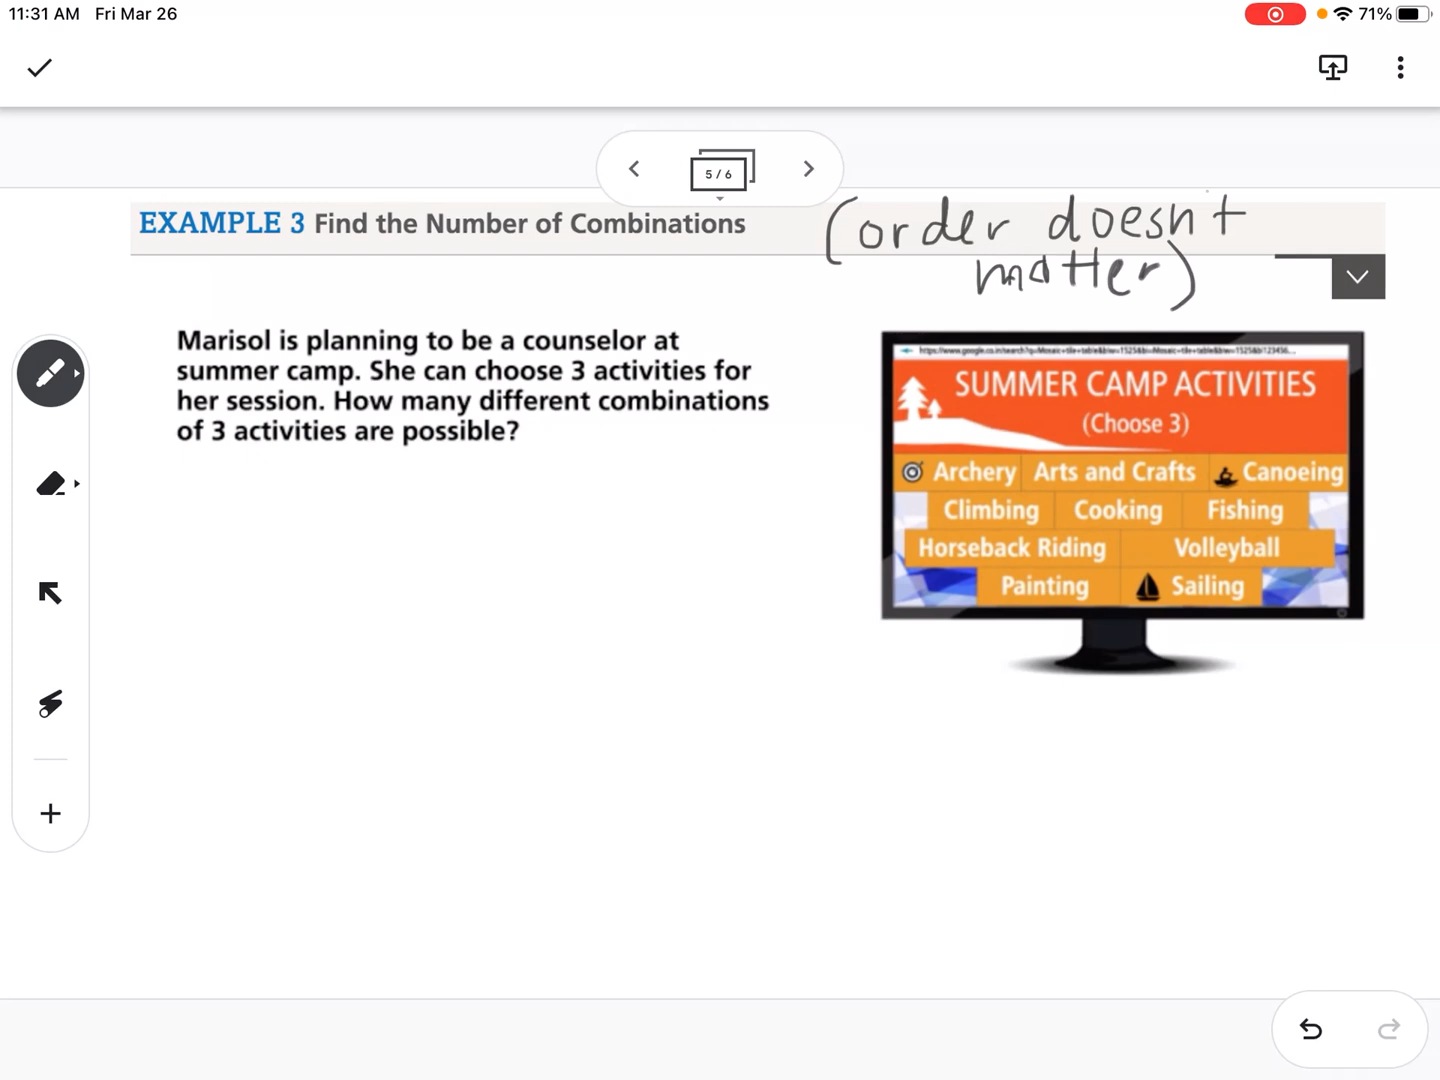 11:31 AM Fri Mar 26
71%
5 / 6
EXAMPLE 3 Find the Number of Combinations
(order doesn't
matter)
Marisol is planning to be a counselor at
summer camp. She can choose 3 activities for
her session. How many different combinations
of 3 activities are possible?
SUMMER CAMP ACTIVITIES
(Choose 3)
Archery Arts and Crafts Canoeing
Climbing Cooking Fishing
Horseback Riding Volleyball
Painting Sailing